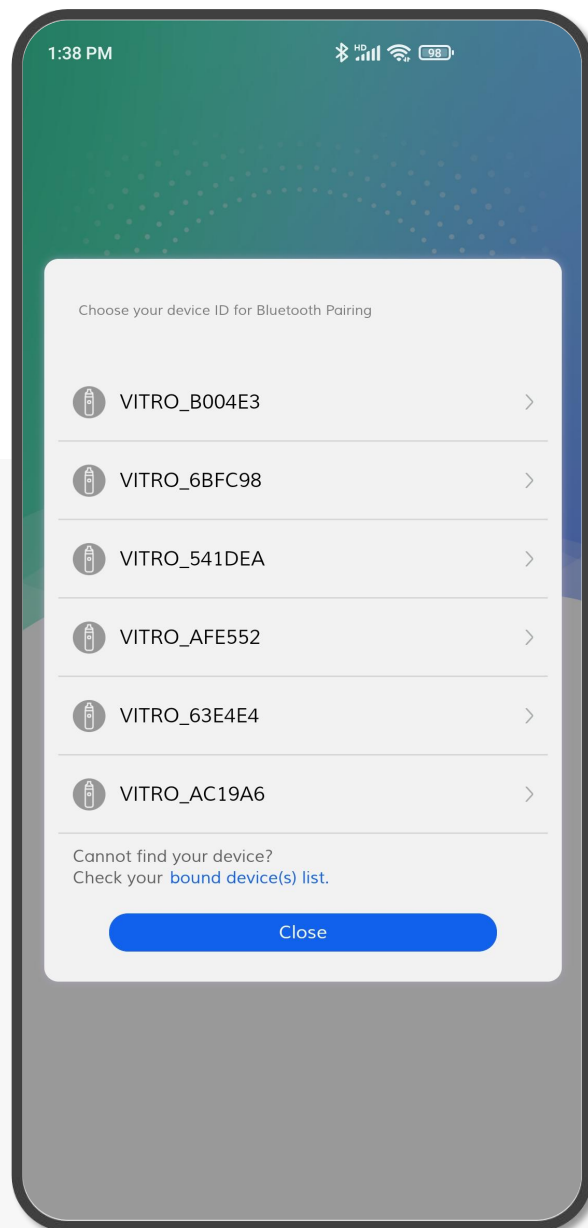 1:38 PM
HD
98
Choose your device ID for Bluetooth Pairing
VITRO_B004E3
VITRO_6BFC98
VITRO_541DEA
VITRO_AFE552
VITRO_63E4E4
VITRO_AC19A6
Cannot find your device?
Check your bound device(s) list.
Close